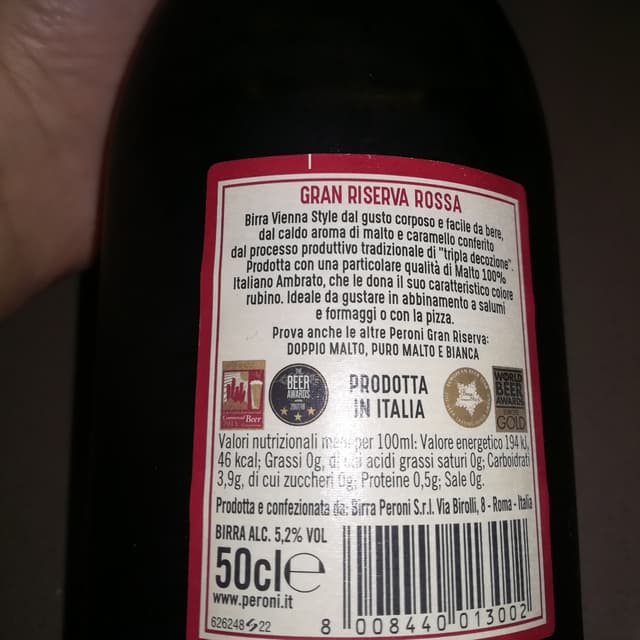 GRAN RISERVA ROSSA
Birra Vienna Style dal gusto corposo e facile da bere,
dal caldo aroma di malto e caramello conferito
dal processo produttivo tradizionale di "tripla decozione".
Prodotta con una particolare qualità di Malto 100%
Italiano Ambrato, che le dona il suo caratteristico colore
rubino. Ideale da gustare in abbinamento a salumi
e formaggi o con la pizza.
Prova anche le altre Peroni Gran Riserva:
DOPPIO MALTO, PURO MALTO E BIANCA
THE
BEER
AWARDS
PRODOTTA
IN ITALIA
WORLD
BEER
AWARDS
GOLD
Valori nutrizionali medi per 100ml: Valore energetico 194 kJ,
46 kcal; Grassi 0g, di cui acidi grassi saturi 0g; Carboidrati
3,9g, di cui zuccheri 0g; Proteine 0,5g; Sale 0g.
Prodotta e confezionata da: Birra Peroni S.r.l. Via Birolli, 8 - Roma - Italia
BIRRA ALC. 5,2% VOL
50cl e
www.peroni.it
626248 22
8 008440 013002